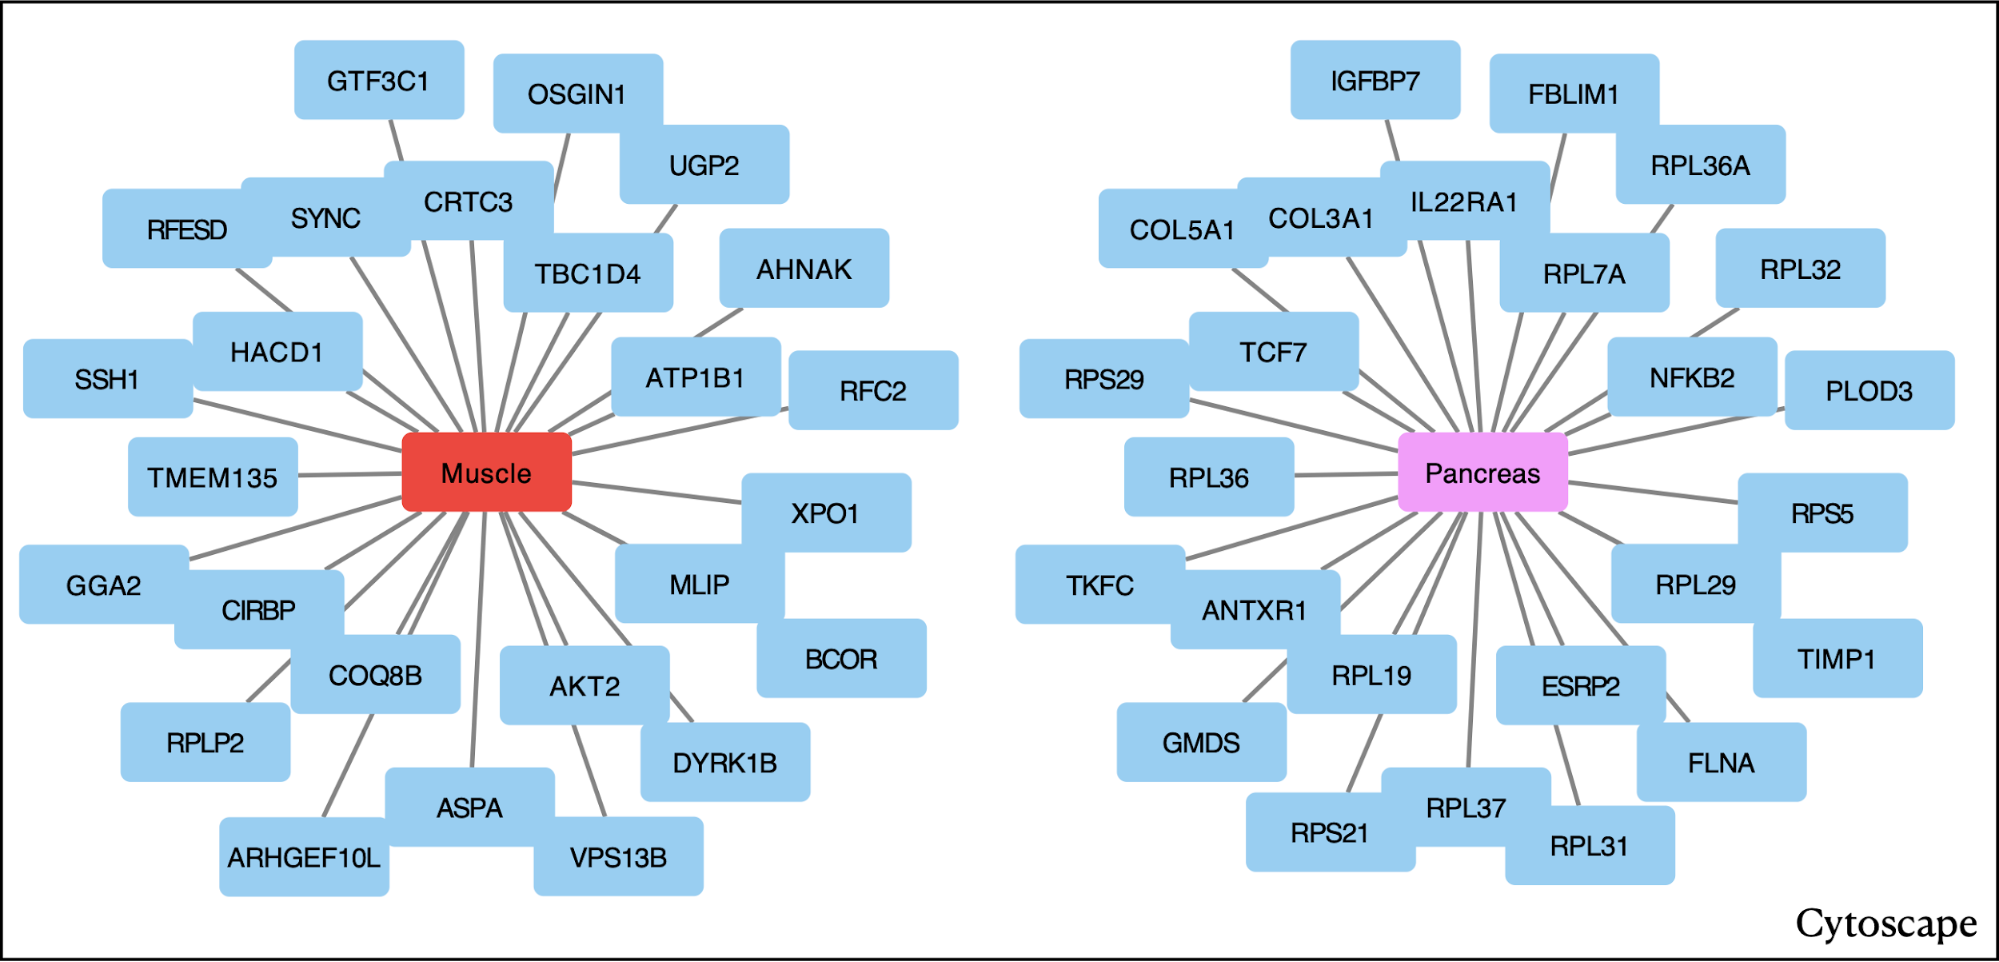 GTF3C1
OSGIN1
UGP2
CRTC3
SYNC
RFESD
TBC1D4
AHNAK
HACD1
SSH1
ATP1B1
RFC2
Muscle
TMEM135
XPO1
MLIP
GGA2
CIRBP
BCOR
COQ8B
AKT2
RPLP2
DYRK1B
ASPA
ARHGEF10L
VPS13B
IGFBP7
FBLIM1
RPL36A
IL22RA1
COL3A1
COL5A1
RPL7A
RPL32
TCF7
RPS29
NFKB2
PLOD3
Pancreas
RPL36
RPS5
RPL29
TKFC
ANTXR1
TIMP1
RPL19
ESRP2
GMDS
FLNA
RPL37
RPS21
RPL31
Cytoscape